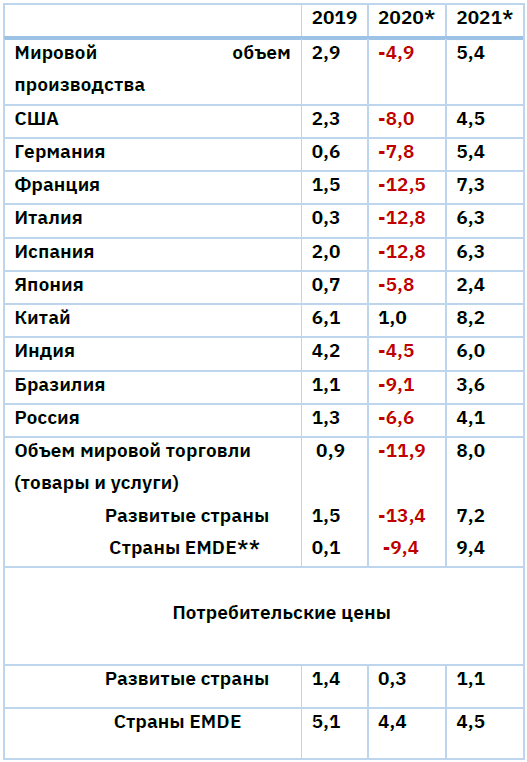 2019 2020* 2021*
Мировой объем 2,9 -4,9 5,4
производства
США 2,3 -8,0 4,5
Германия 0,6 -7,8 5,4
Франция 1,5 -12,5 7,3
Италия 0,3 -12,8 6,3
Испания 2,0 -12,8 6,3
Япония 0,7 -5,8 2,4
Китай 6,1 1,0 8,2
Индия 4,2 -4,5 6,0
Бразилия 1,1 -9,1 3,6
Россия 1,3 -6,6 4,1
Объем мировой торговли 0,9 -11,9 8,0
(товары и услуги)
Развитые страны 1,5 -13,4 7,2
Страны EMDE** 0,1 -9,4 9,4
Потребительские цены
Развитые страны 1,4 0,3 1,1
Страны EMDE 5,1 4,4 4,5